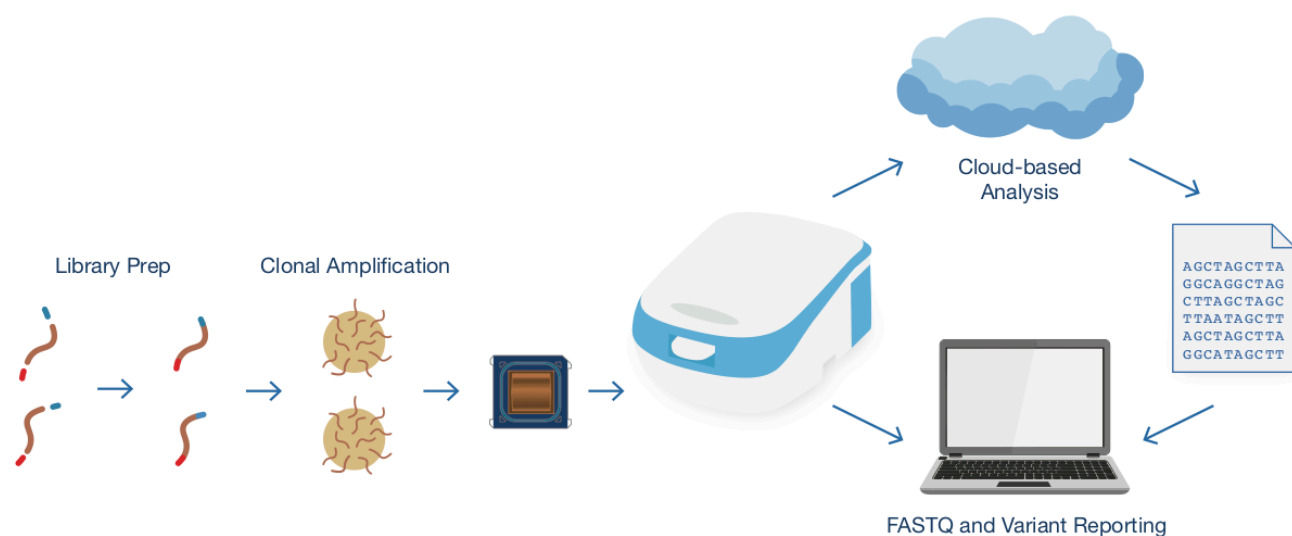 Library Prep
Clonal Amplification
Cloud-based
Analysis
AGCTAGCTTA
GGCAGGCTAG
CTTAGCTAGC
TTAATAGCTT
AGCTAGCTTA
GGCATAGCTT
FASTQ and Variant Reporting